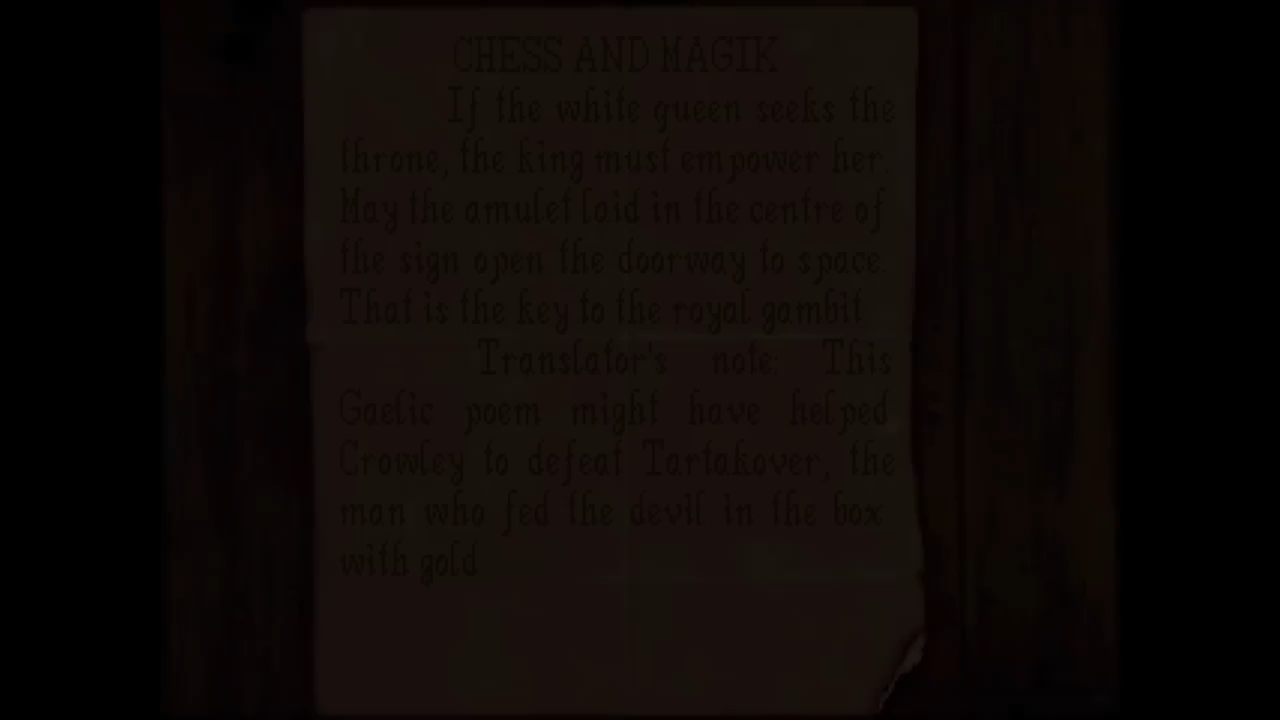 CHESS AND MAGIK
If the white queen seeks the
throne, the king must empower her.
May the amulet laid in the centre of
the sign open the doorway to space.
That is the key to the royal gambit
Translator's note: This
Gaelic poem might have helped
Crowley to defeat Tartakover, the
man who fed the devil in the box
with gold